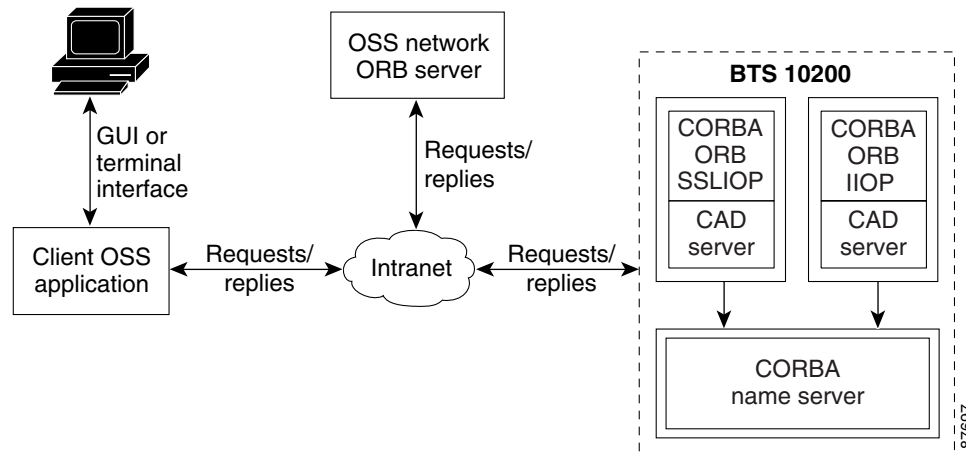 OSS network
ORB server
BTS 10200
GUI or
terminal
interface
Requests/
replies
CORBA
ORB
SSLIOP
CAD
server
CORBA
ORB
IIOP
CAD
server
Client OSS
application
Requests/
replies
Intranet
Requests/
replies
CORBA
name server
87607